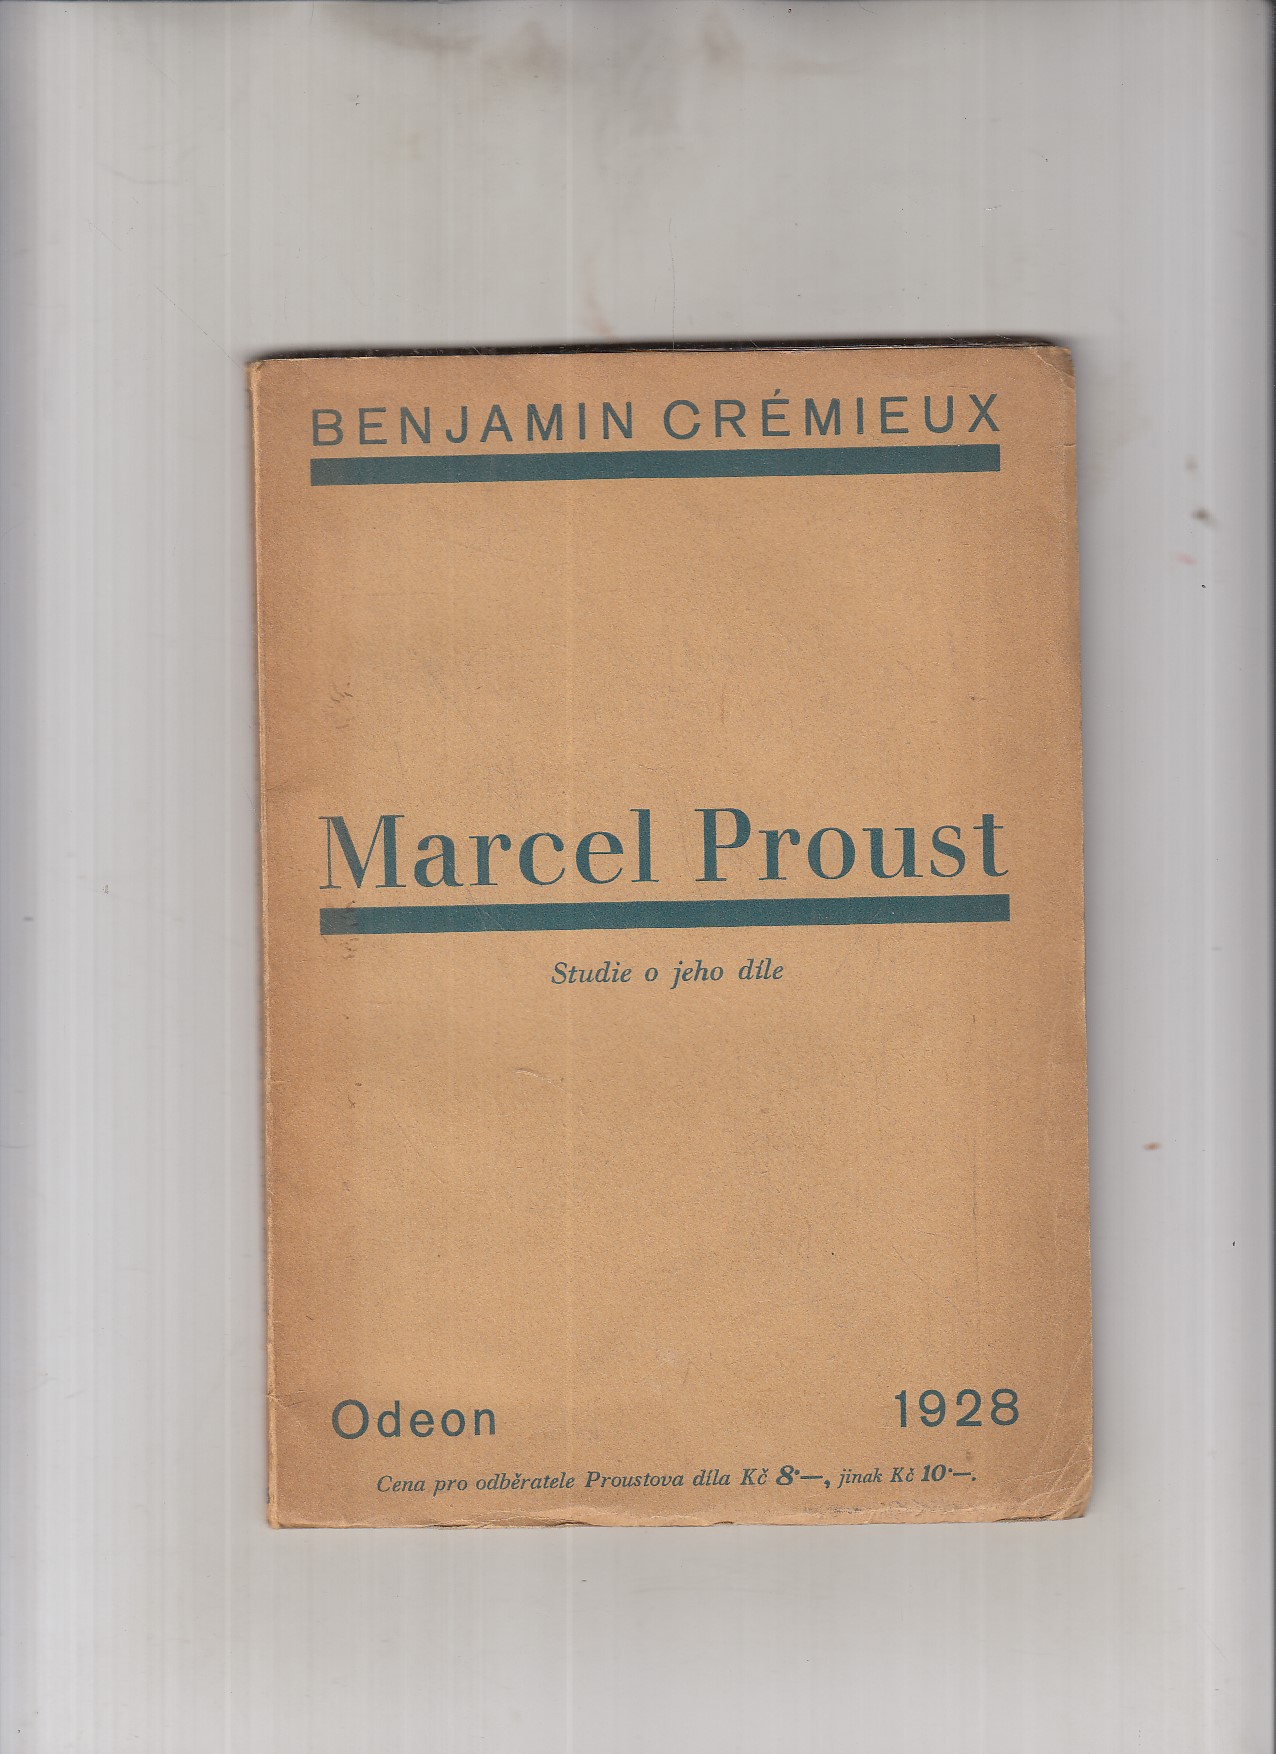 BENJAMIN CRÉMIEUX
Marcel Proust
Studie o jeho díle
Odeon 1928
Cena pro odběratele Proustova díla Kč 8·—, jinak Kč 10·—.